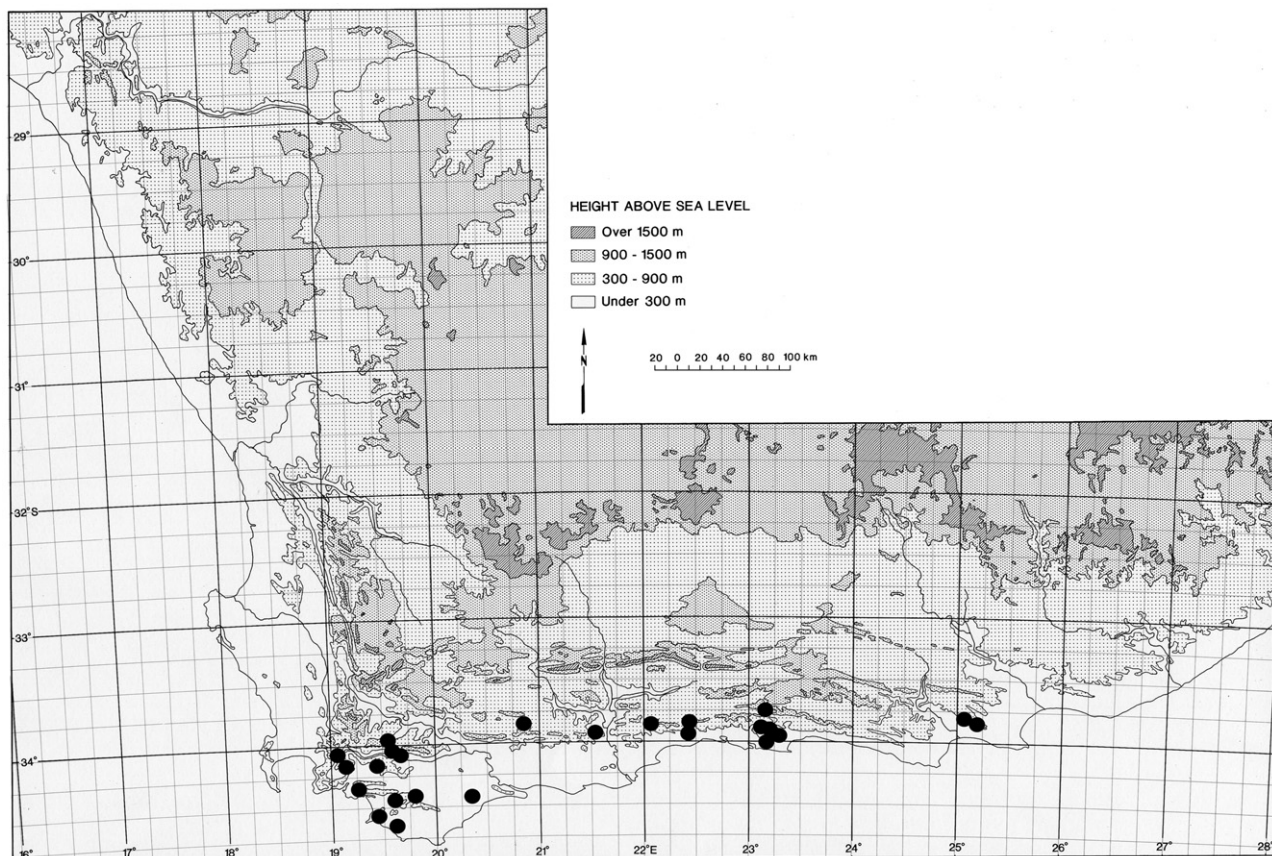 HEIGHT ABOVE SEA LEVEL
Over 1500 m
900 - 1500 m
300 - 900 m
Under 300 m
N
20 0 20 40 60 80 100 km
29°
30°
31°
32°S
33°
34°
16° 17° 18° 19° 20° 21° 22°E 23° 24° 25° 26° 27° 28°